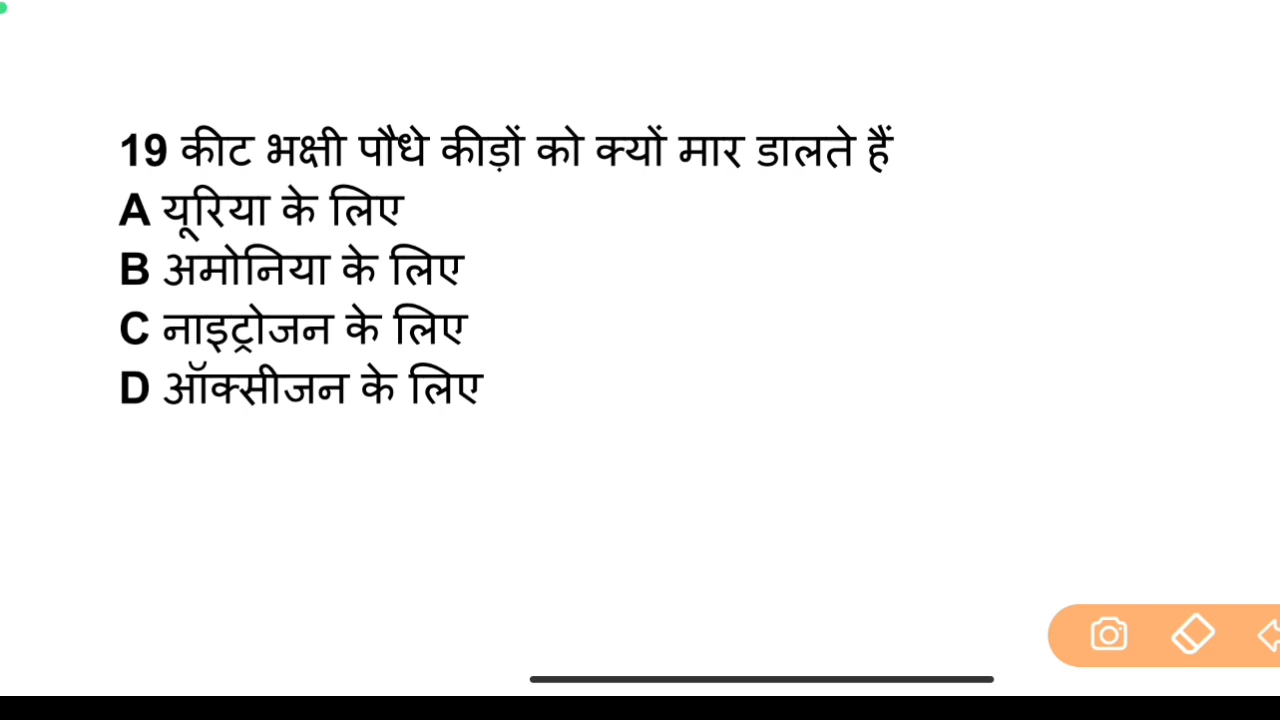 19 कीट भक्षी पौधे कीड़ों को क्यों मार डालते हैं
A यूरिया के लिए
B अमोनिया के लिए
C नाइट्रोजन के लिए
D ऑक्सीजन के लिए